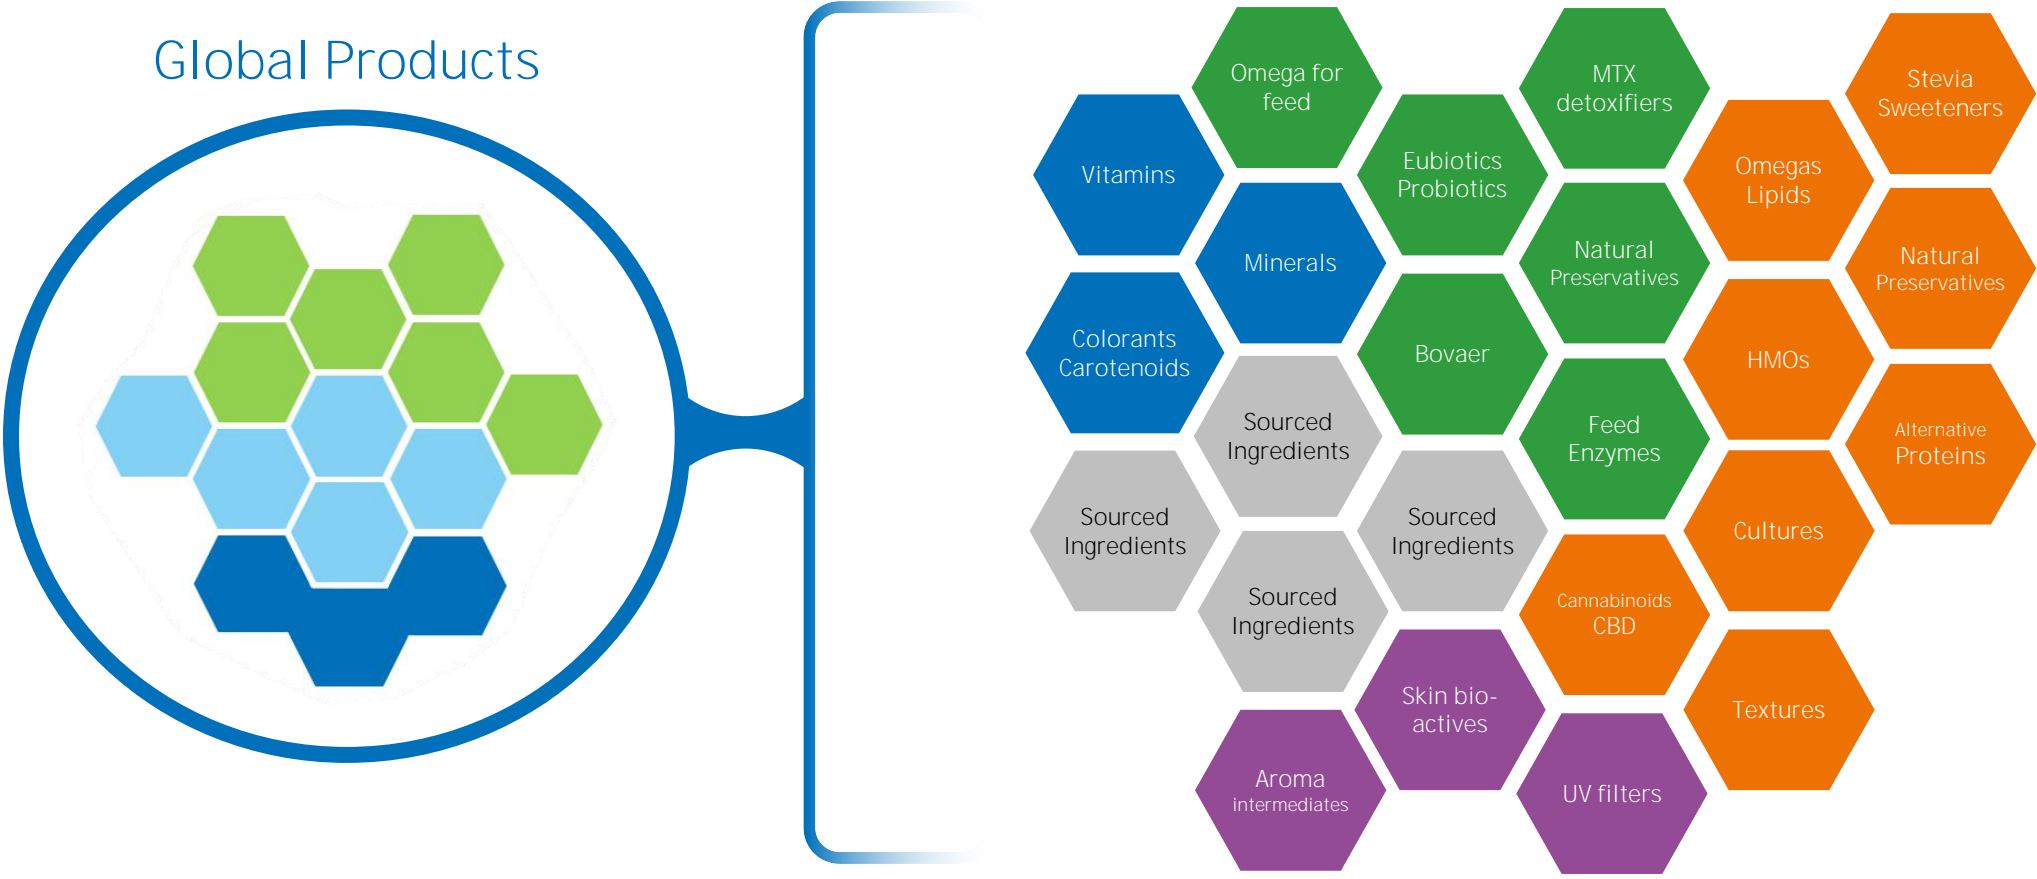 Global Products
Omega for
feed
MTX
detoxifiers
Stevia
Sweeteners
Vitamins
Eubiotics
Probiotics
Omegas
Lipids
Minerals
Natural
Preservatives
Natural
Preservatives
Colorants
Carotenoids
Bovaer
HMOs
Sourced
Ingredients
Feed
Enzymes
Alternative
Proteins
Sourced
Ingredients
Sourced
Ingredients
Cultures
Sourced
Ingredients
Cannabinoids
CBD
Skin bio-
actives
Textures
Aroma
intermediates
UV filters